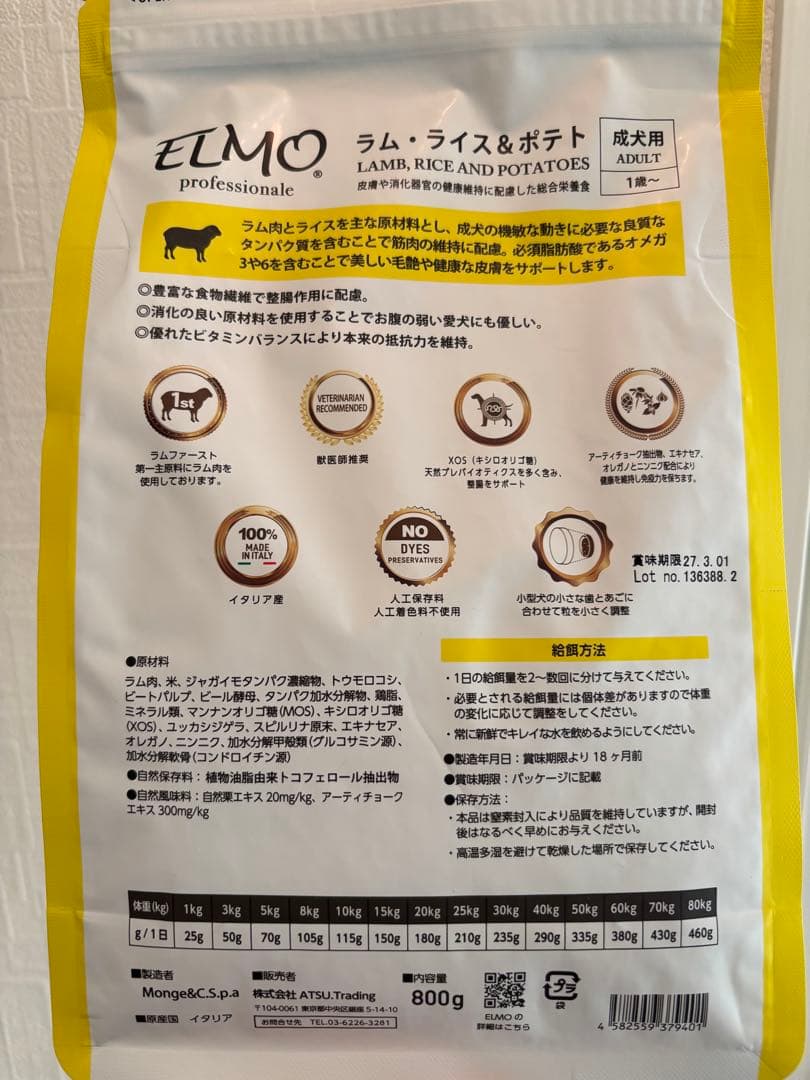 ELMO®
professionale
ラム・ライス&ポテト
LAMB, RICE AND POTATOES
皮膚や消化器官の健康維持に配慮した総合栄養食
成犬用
ADULT
1歳〜
ラム肉とライスを主な原材料とし、成犬の機敏な動きに必要な良質な
タンパク質を含むことで筋肉の維持に配慮。必須脂肪酸であるオメガ
3や6を含むことで美しい毛艶や健康な皮膚をサポートします。
◎豊富な食物繊維で整腸作用に配慮。
◎消化の良い原材料を使用することでお腹の弱い愛犬にも優しい。
◎優れたビタミンバランスにより本来の抵抗力を維持。
1st
ラムファースト
第一主原料にラム肉を
使用しております。
VETERINARIAN
RECOMMENDED
獣医師推奨
XOS（キシロオリゴ糖）
天然プレバイオティクスを多く含み、
整腸をサポート
アーティチョーク抽出物、エキナセア、
オレガノとニンニク配合により
健康を維持し免疫力を保ちます。
100%
MADE
IN ITALY
イタリア産
NO
DYES
PRESERVATIVES
人工保存料
人工着色料不使用
小型犬の小さな歯とあごに
合わせて粒を小さく調整
賞味期限27.3.01
Lot no.136388.2
●原材料
ラム肉、米、ジャガイモタンパク濃縮物、トウモロコシ、
ビートパルプ、ビール酵母、タンパク加水分解物、鶏脂、
ミネラル類、マンナンオリゴ糖（MOS）、キシロオリゴ糖
（XOS）、ユッカシジゲラ、スピルリナ原末、エキナセア、
オレガノ、ニンニク、加水分解甲殻類（グルコサミン源）、
加水分解軟骨（コンドロイチン源）
●自然保存料：植物油脂由来トコフェロール抽出物
●自然風味料：自然栗エキス 20mg/kg、アーティチョーク
エキス 300mg/kg
給餌方法
・1日の給餌量を2〜数回に分けて与えてください。
・必要とされる給餌量には個体差がありますので体重
の変化に応じて調整をしてください。
・常に新鮮でキレイな水を飲めるようにしてください。
●製造年月日：賞味期限より 18 ヶ月前
●賞味期限：パッケージに記載
●保存方法：
・本品は窒素封入により品質を維持していますが、開封
後はなるべく早めにお与えください。
・高温多湿を避けて乾燥した場所で保存してください。
体重(kg) 1kg 3kg 5kg 8kg 10kg 15kg 20kg 25kg 30kg 40kg 50kg 60kg 70kg 80kg
g/1日 25g 50g 70g 105g 115g 150g 180g 210g 235g 290g 335g 380g 430g 460g
■製造者
Monge&C.S.p.a
■原産国 イタリア
■販売者
株式会社 ATSU.Trading
〒104-0061 東京都中央区銀座 5-14-10
お問合せ先 TEL.03-6226-3281
■内容量
800g
ELMO の
詳細はこちら
プラ
袋
4 582559 379401